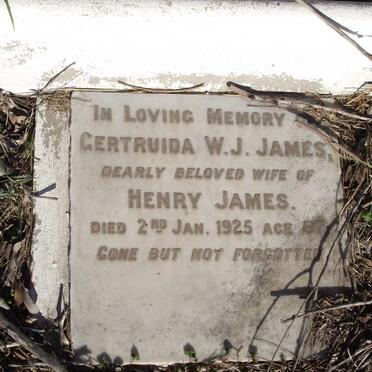 IN LOVING MEMORY
GERTRUIDA W.J. JAMES,
DEARLY BELOVED WIFE OF
HENRY JAMES.
DIED 2ND JAN. 1925 AGE
GONE BUT NOT FORGOTTEN